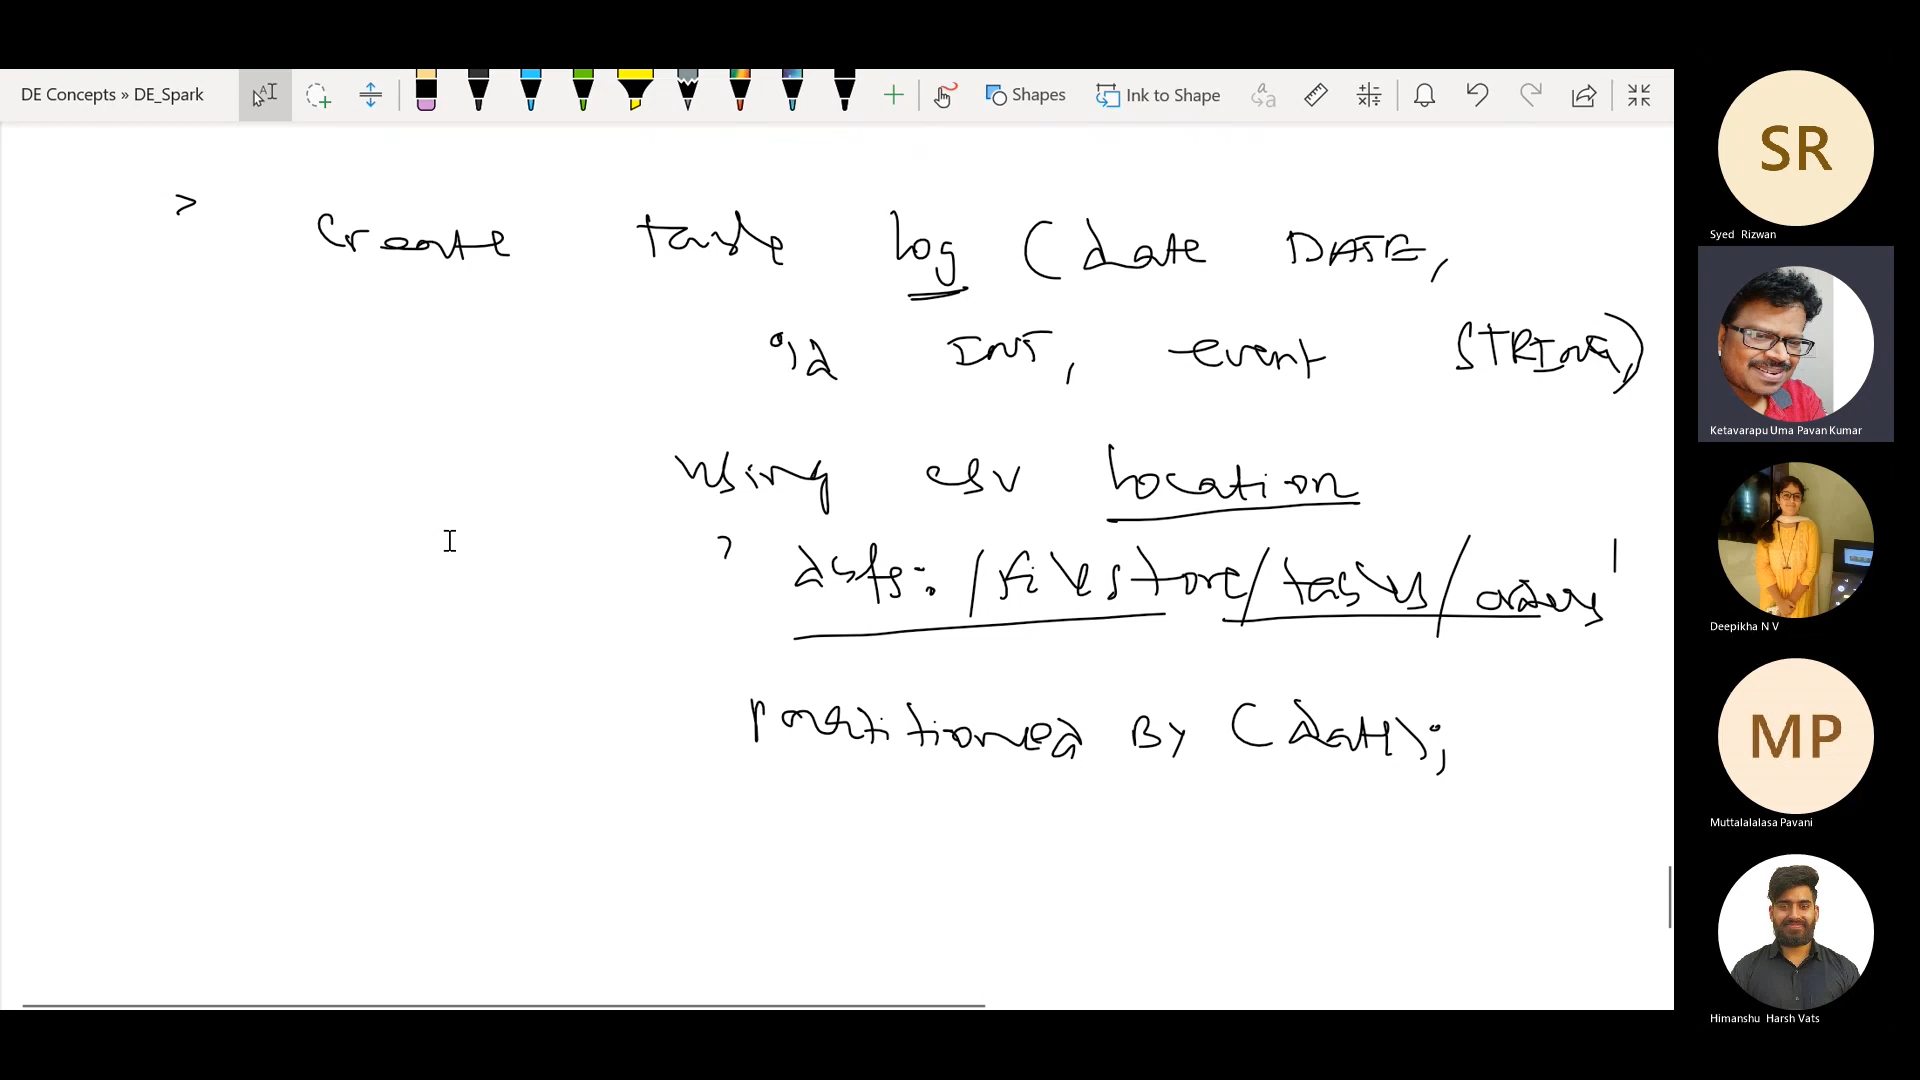 DE Concepts » DE_Spark
Shapes
Ink to Shape
> Create table log (date DATE,
id INT, event STRING)
using csv location
' dbfs:/filestore/tables/orders'
partitioned By (date);
SR
Syed Rizwan
Ketavarapu Uma Pavan Kumar
Deepikha N V
MP
Muttalalalasa Pavani
Himanshu Harsh Vats